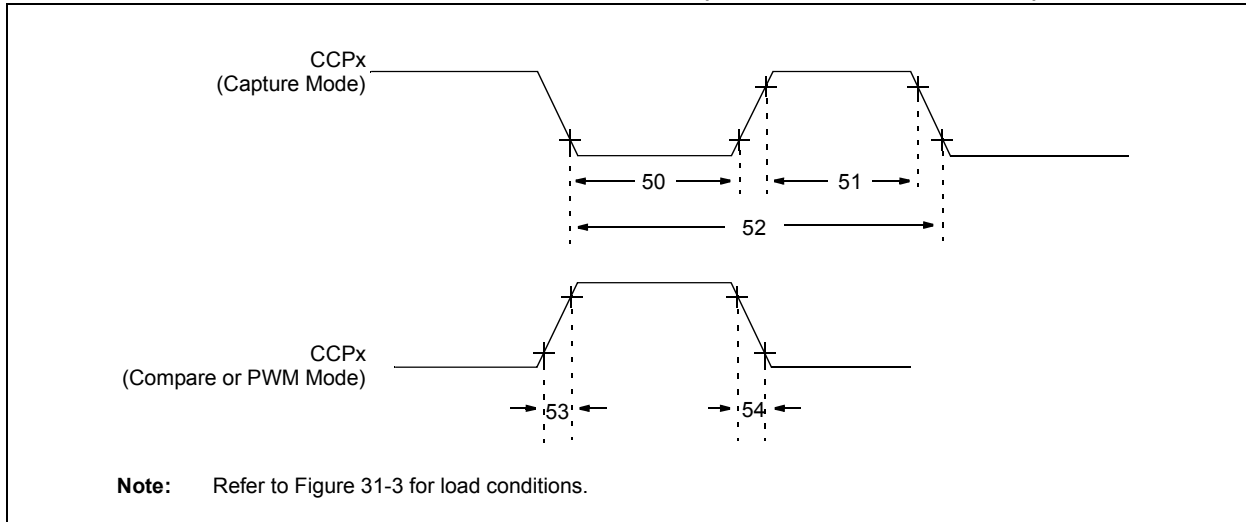 CCPx
(Capture Mode)
50
51
52
CCPx
(Compare or PWM Mode)
53
54
Note: Refer to Figure 31-3 for load conditions.